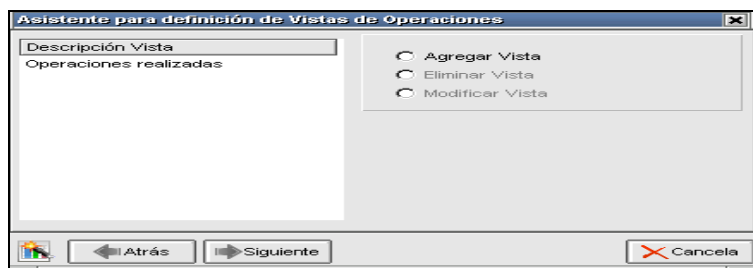 Asistente para definición de Vistas de Operaciones
Descripción Vista
Operaciones realizadas
Agregar Vista
Eliminar Vista
Modificar Vista
Atrás
Siguiente
Cancela